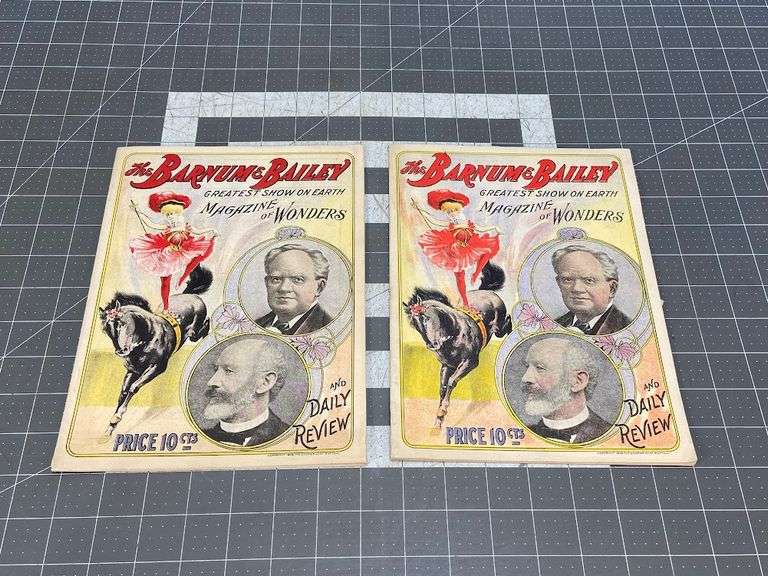 The BARNUM & BAILEY
GREATEST SHOW ON EARTH
MAGAZINE
OF WONDERS
AND
DAILY
REVIEW
PRICE 10 CTS
The BARNUM & BAILEY
GREATEST SHOW ON EARTH
MAGAZINE
OF WONDERS
AND
DAILY
REVIEW
PRICE 10 CTS